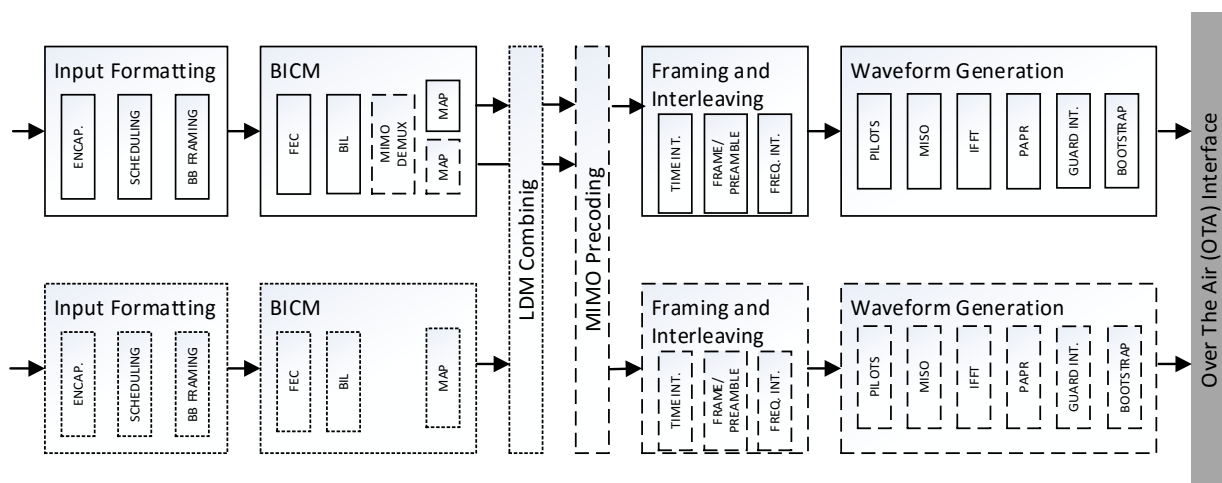 Input Formatting
ENCAP.
SCHEDULING
BB FRAMING
BICM
FEC
BIL
MIMO
DEMUX
MAP
MAP
LDM Combining
MIMO Precoding
Framing and
Interleaving
TIME INT.
FRAME/
PREAMBLE
FREQ. INT.
Waveform Generation
PILOTS
MISO
IFFT
PAPR
GUARD INT.
BOOTSTRAP
Over The Air (OTA) Interface
Input Formatting
ENCAP.
SCHEDULING
BB FRAMING
BICM
FEC
BIL
MAP
Framing and
Interleaving
TIME INT.
FRAME/
PREAMBLE
FREQ. INT.
Waveform Generation
PILOTS
MISO
IFFT
PAPR
GUARD INT.
BOOTSTRAP